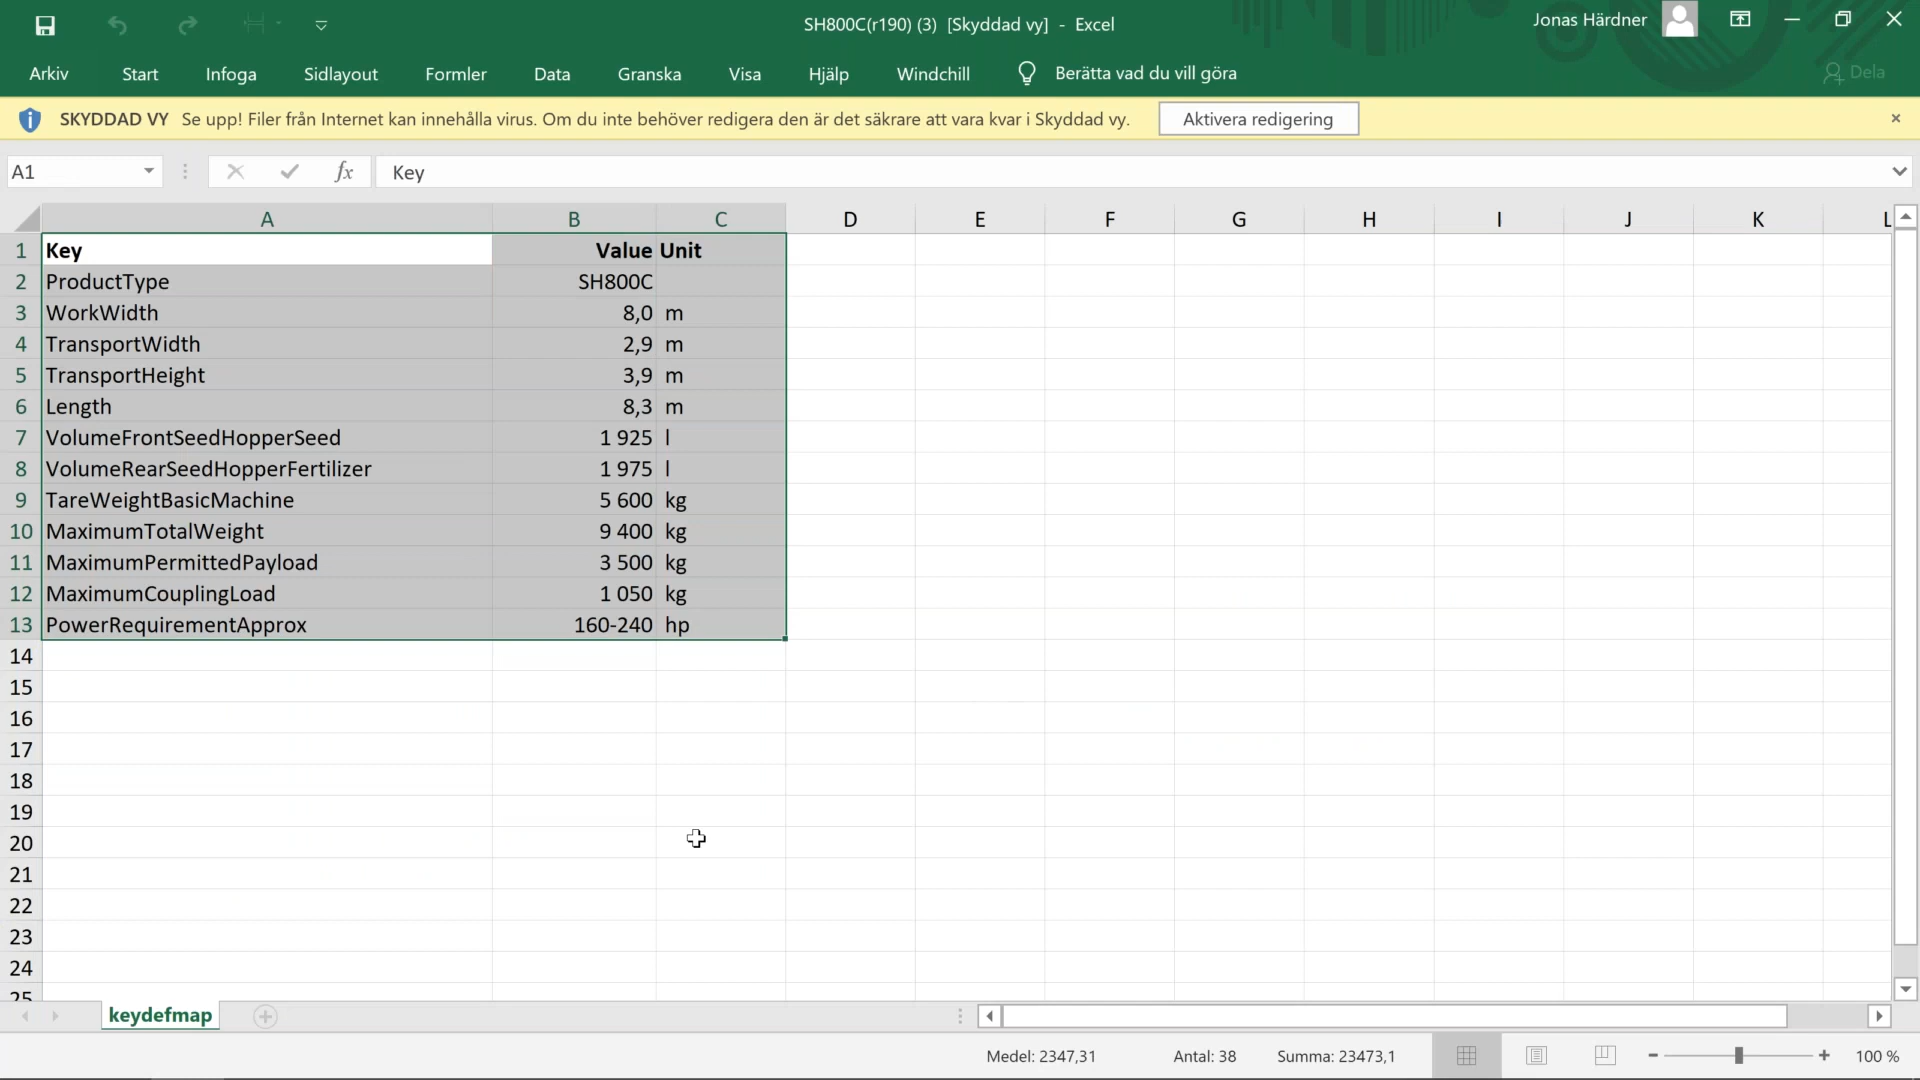 SH800C(r190) (3) [Skyddad vy] - Excel
Jonas Härdner
Arkiv Start Infoga Sidlayout Formler Data Granska Visa Hjälp Windchill Berätta vad du vill göra Dela
SKYDDAD VY Se upp! Filer från Internet kan innehålla virus. Om du inte behöver redigera den är det säkrare att vara kvar i Skyddad vy. Aktivera redigering
A1 fx Key
A B C D E F G H I J K L
1 Key Value Unit
2 ProductType SH800C
3 WorkWidth 8,0 m
4 TransportWidth 2,9 m
5 TransportHeight 3,9 m
6 Length 8,3 m
7 VolumeFrontSeedHopperSeed 1 925 l
8 VolumeRearSeedHopperFertilizer 1 975 l
9 TareWeightBasicMachine 5 600 kg
10 MaximumTotalWeight 9 400 kg
11 MaximumPermittedPayload 3 500 kg
12 MaximumCouplingLoad 1 050 kg
13 PowerRequirementApprox 160-240 hp
14
15
16
17
18
19
20
21
22
23
24
25
keydefmap
Medel: 2347,31 Antal: 38 Summa: 23473,1 100 %